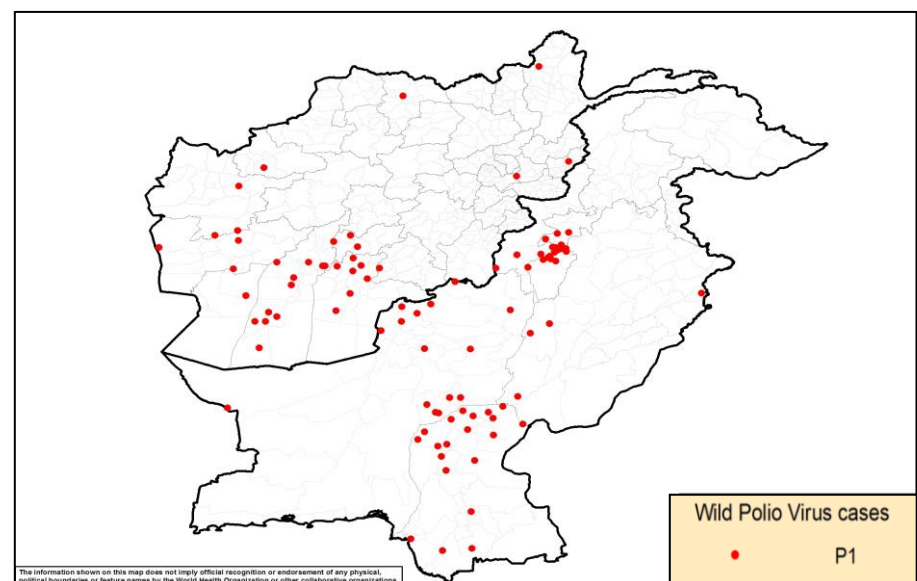 Wild Polio Virus cases
P1
The information shown on this map does not imply official recognition or endorsement of any physical,
political boundaries or feature names by the World Health Organization or other collaborative organizations